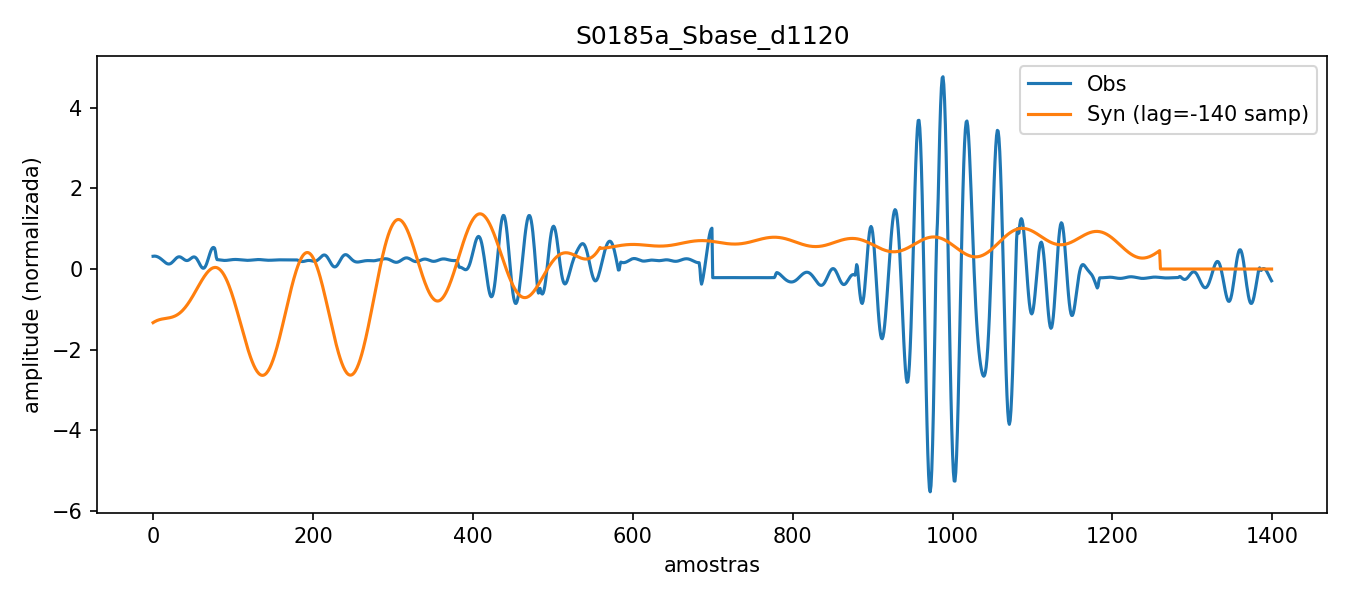 S0185a_Sbase_d1120
Obs
Syn (lag=-140 samp)
amplitude (normalizada)
4
2
0
−2
−4
−6
0 200 400 600 800 1000 1200 1400
amostras